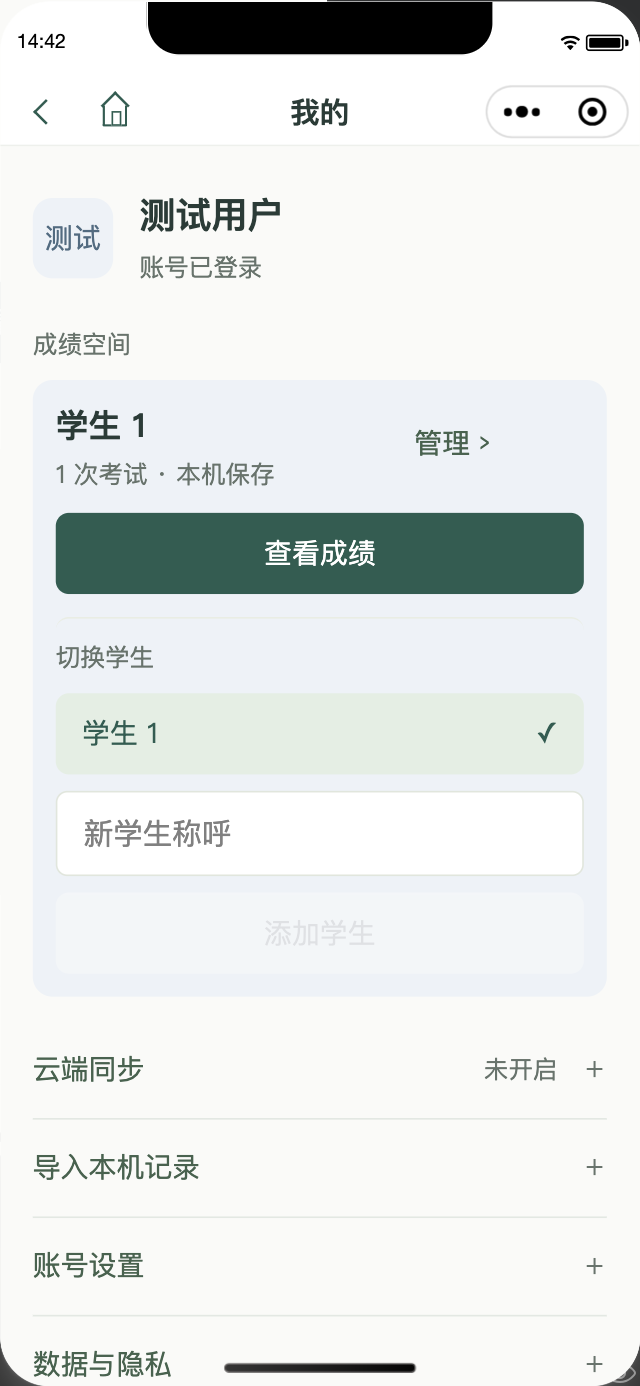 14:42
我的
测试
测试用户
账号已登录
成绩空间
学生 1
管理 >
1 次考试 · 本机保存
查看成绩
切换学生
学生 1 ✓
新学生称呼
添加学生
云端同步 未开启 +
导入本机记录 +
账号设置 +
数据与隐私 +